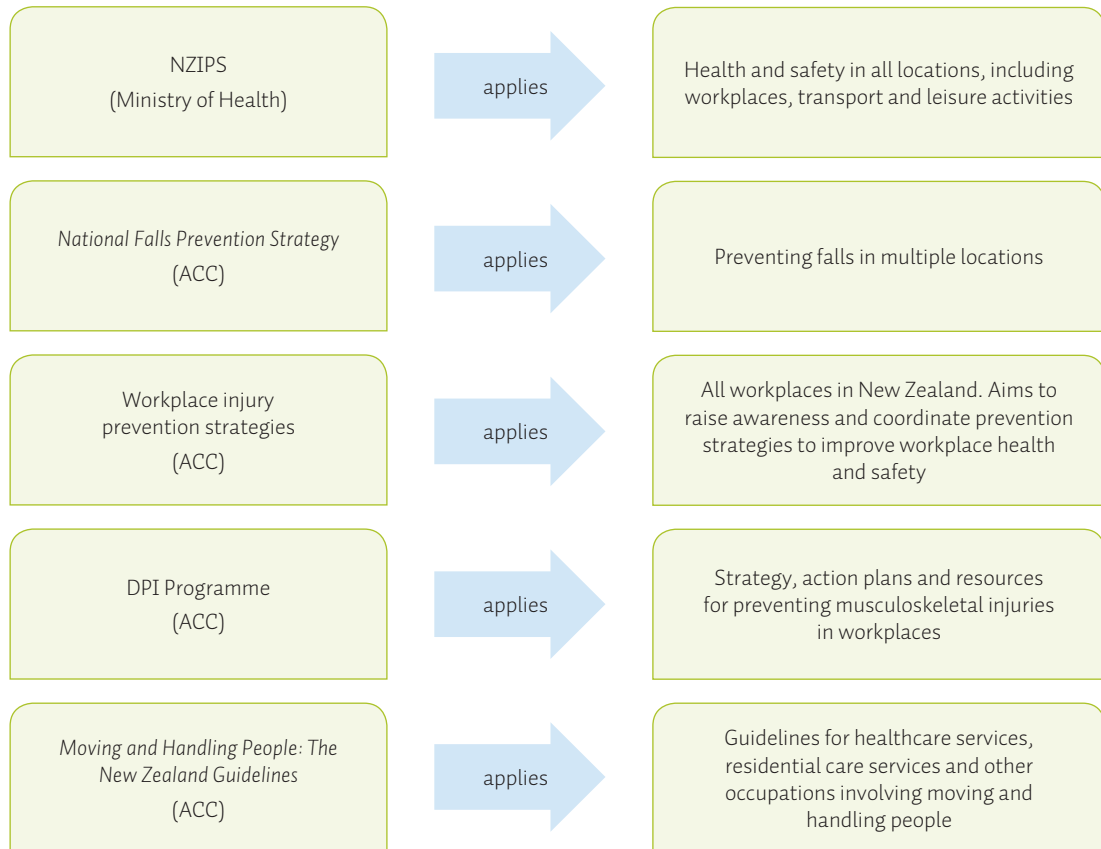 NZIPS
(Ministry of Health)
applies
Health and safety in all locations, including
workplaces, transport and leisure activities
National Falls Prevention Strategy
(ACC)
applies
Preventing falls in multiple locations
Workplace injury
prevention strategies
(ACC)
applies
All workplaces in New Zealand. Aims to
raise awareness and coordinate prevention
strategies to improve workplace health
and safety
DPI Programme
(ACC)
applies
Strategy, action plans and resources
for preventing musculoskeletal injuries
in workplaces
Moving and Handling People: The
New Zealand Guidelines
(ACC)
applies
Guidelines for healthcare services,
residential care services and other
occupations involving moving and
handling people